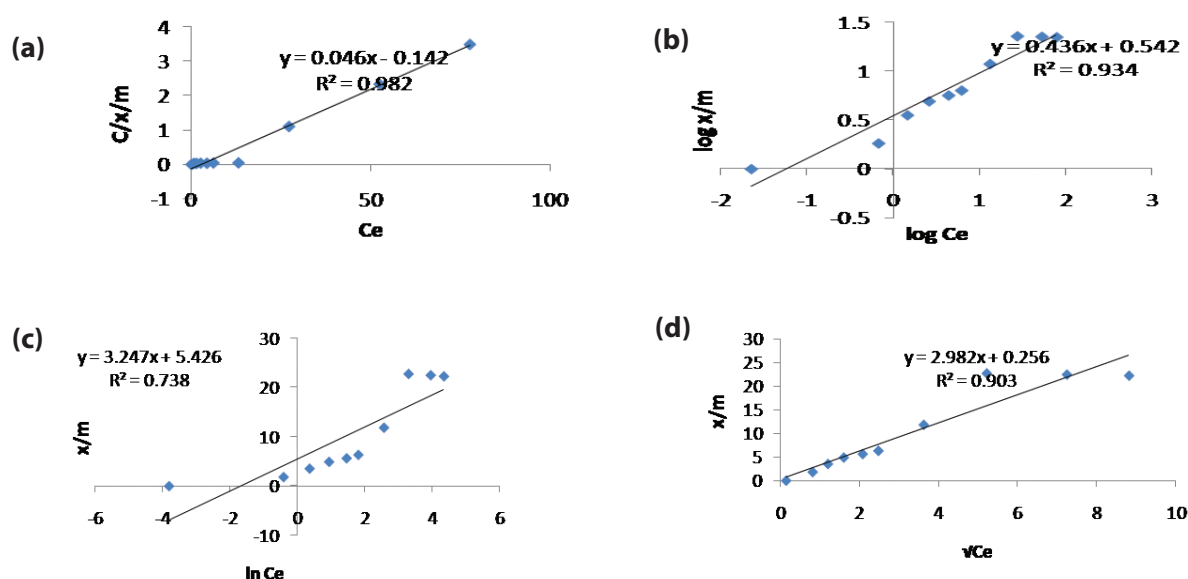 (a)
C/x/m
4
3
2
1
0
-1
0
50
100
y = 0.046x - 0.142
R² = 0.982
Ce
(b)
log x/m
1.5
1
0.5
0
-0.5
-2
-1
0
1
2
3
y = 0.436x + 0.542
R² = 0.934
log Ce
(c)
x/m
y = 3.247x + 5.426
R² = 0.738
30
20
10
0
-10
-6
-4
-2
0
2
4
6
ln Ce
(d)
x/m
30
25
20
15
10
5
0
0
2
4
6
8
10
y = 2.982x + 0.256
R² = 0.903
√Ce